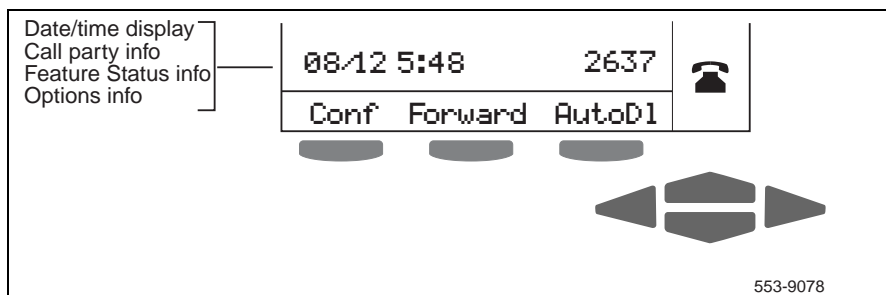 Date/time display
Call party info
Feature Status info
Options info
08/12 5:48 2637
Conf Forward AutoDl
553-9078